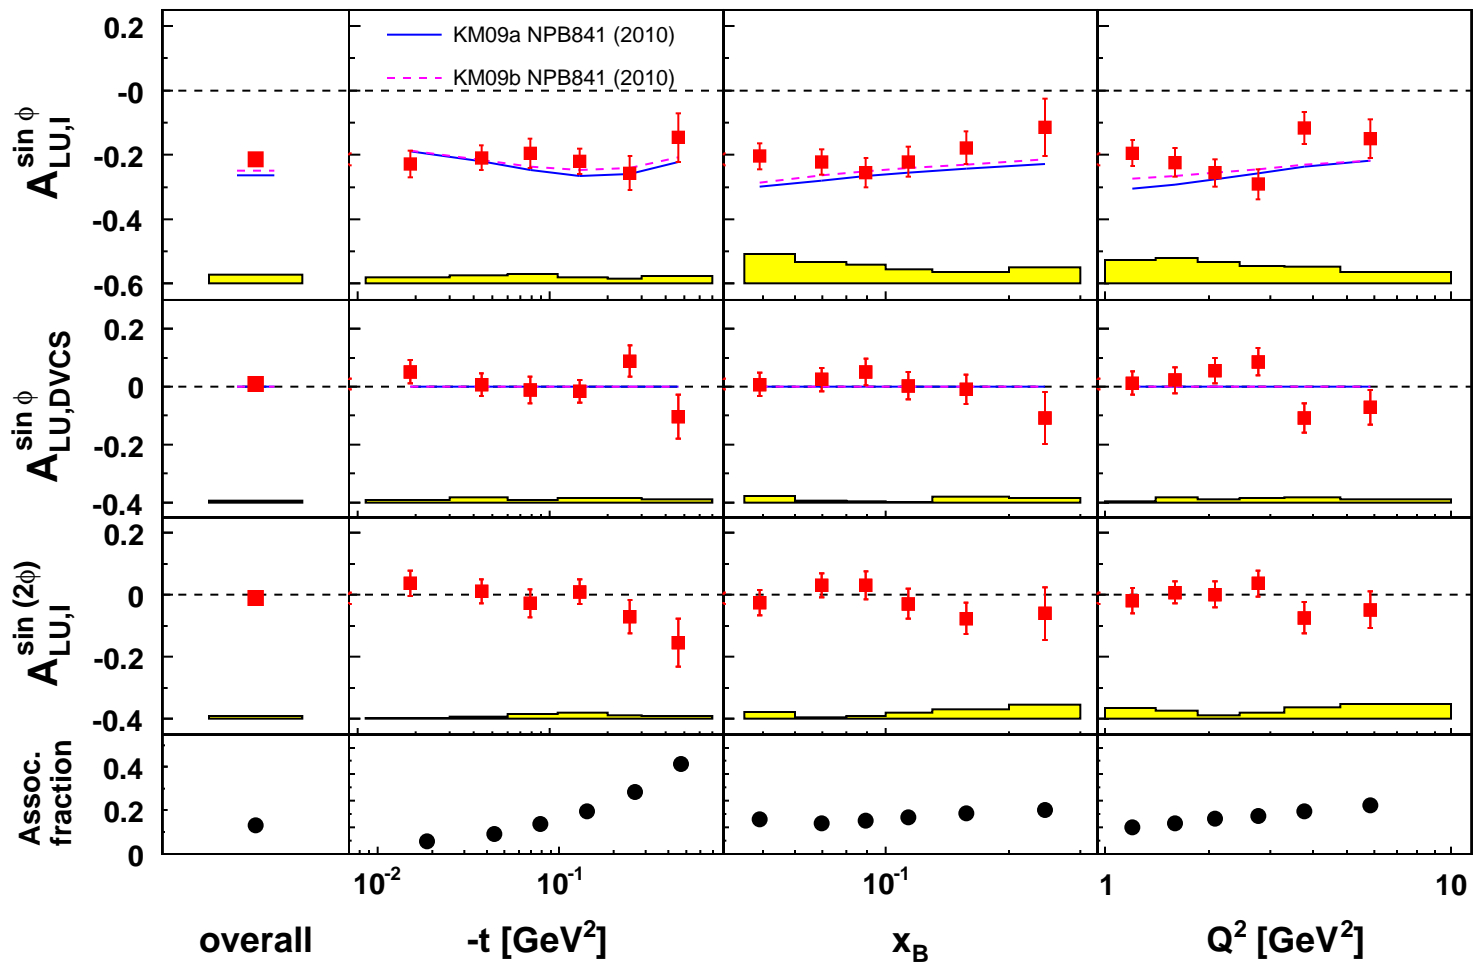 KM09a NPB841 (2010)
KM09b NPB841 (2010)
A sin ϕ LU,I
0.2
-0
-0.2
-0.4
-0.6
A sin ϕ LU,DVCS
0.2
0
-0.2
-0.4
A sin (2ϕ) LU,I
0.2
0
-0.2
-0.4
Assoc. fraction
0.4
0.2
0
10^-2 10^-1 10^-1 1 10
overall -t [GeV^2] x_B Q^2 [GeV^2]